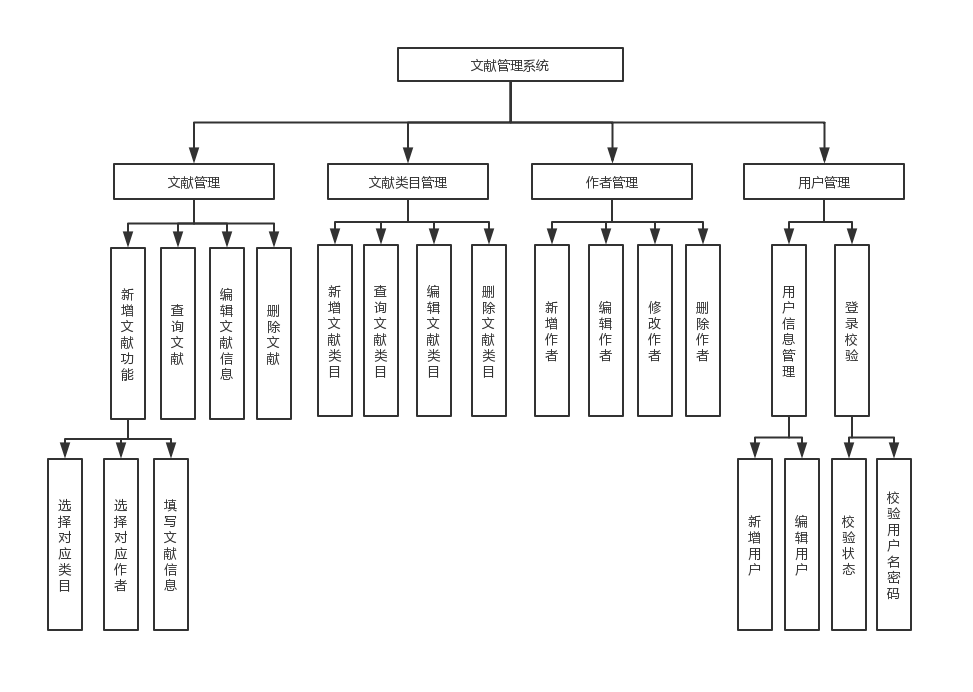 文献管理系统
文献管理
文献类目管理
作者管理
用户管理
新增文献功能
查询文献
编辑文献信息
删除文献
新增文献类目
查询文献类目
编辑文献类目
删除文献类目
新增作者
编辑作者
修改作者
删除作者
用户信息管理
登录校验
选择对应类目
选择对应作者
填写文献信息
新增用户
编辑用户
校验状态
校验用户名密码